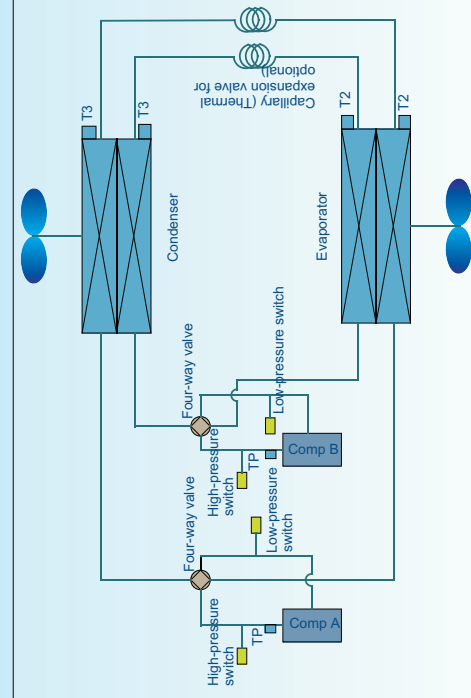 T3
T3
Condenser
Capillary (Thermal
expansion valve for
optional)
T2
T2
Evaporator
Four-way valve
High-pressure
switch
TP
Low-pressure switch
Comp B
Four-way valve
High-pressure
switch
TP
Low-pressure
switch
Comp A